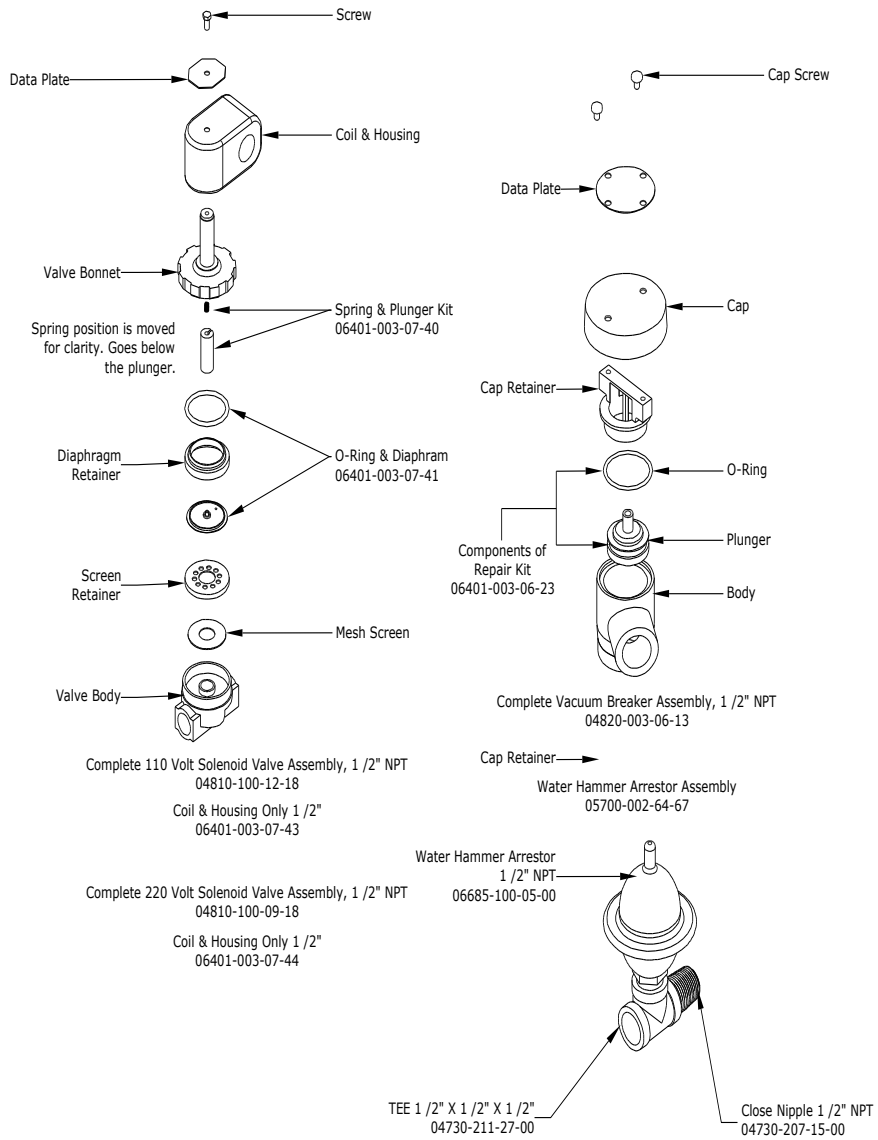 Screw
Data Plate
Coil & Housing
Valve Bonnet
Spring & Plunger Kit
06401-003-07-40
Spring position is moved
for clarity. Goes below
the plunger.
Diaphragm
Retainer
O-Ring & Diaphram
06401-003-07-41
Screen
Retainer
Mesh Screen
Valve Body
Complete 110 Volt Solenoid Valve Assembly, 1 /2" NPT
04810-100-12-18
Coil & Housing Only 1 /2"
06401-003-07-43
Complete 220 Volt Solenoid Valve Assembly, 1 /2" NPT
04810-100-09-18
Coil & Housing Only 1 /2"
06401-003-07-44
Cap Screw
Data Plate
Cap
Cap Retainer
O-Ring
Plunger
Components of
Repair Kit
06401-003-06-23
Body
Complete Vacuum Breaker Assembly, 1 /2" NPT
04820-003-06-13
Cap Retainer
Water Hammer Arrestor Assembly
05700-002-64-67
Water Hammer Arrestor
1 /2" NPT
06685-100-05-00
TEE 1 /2" X 1 /2" X 1 /2"
04730-211-27-00
Close Nipple 1 /2" NPT
04730-207-15-00